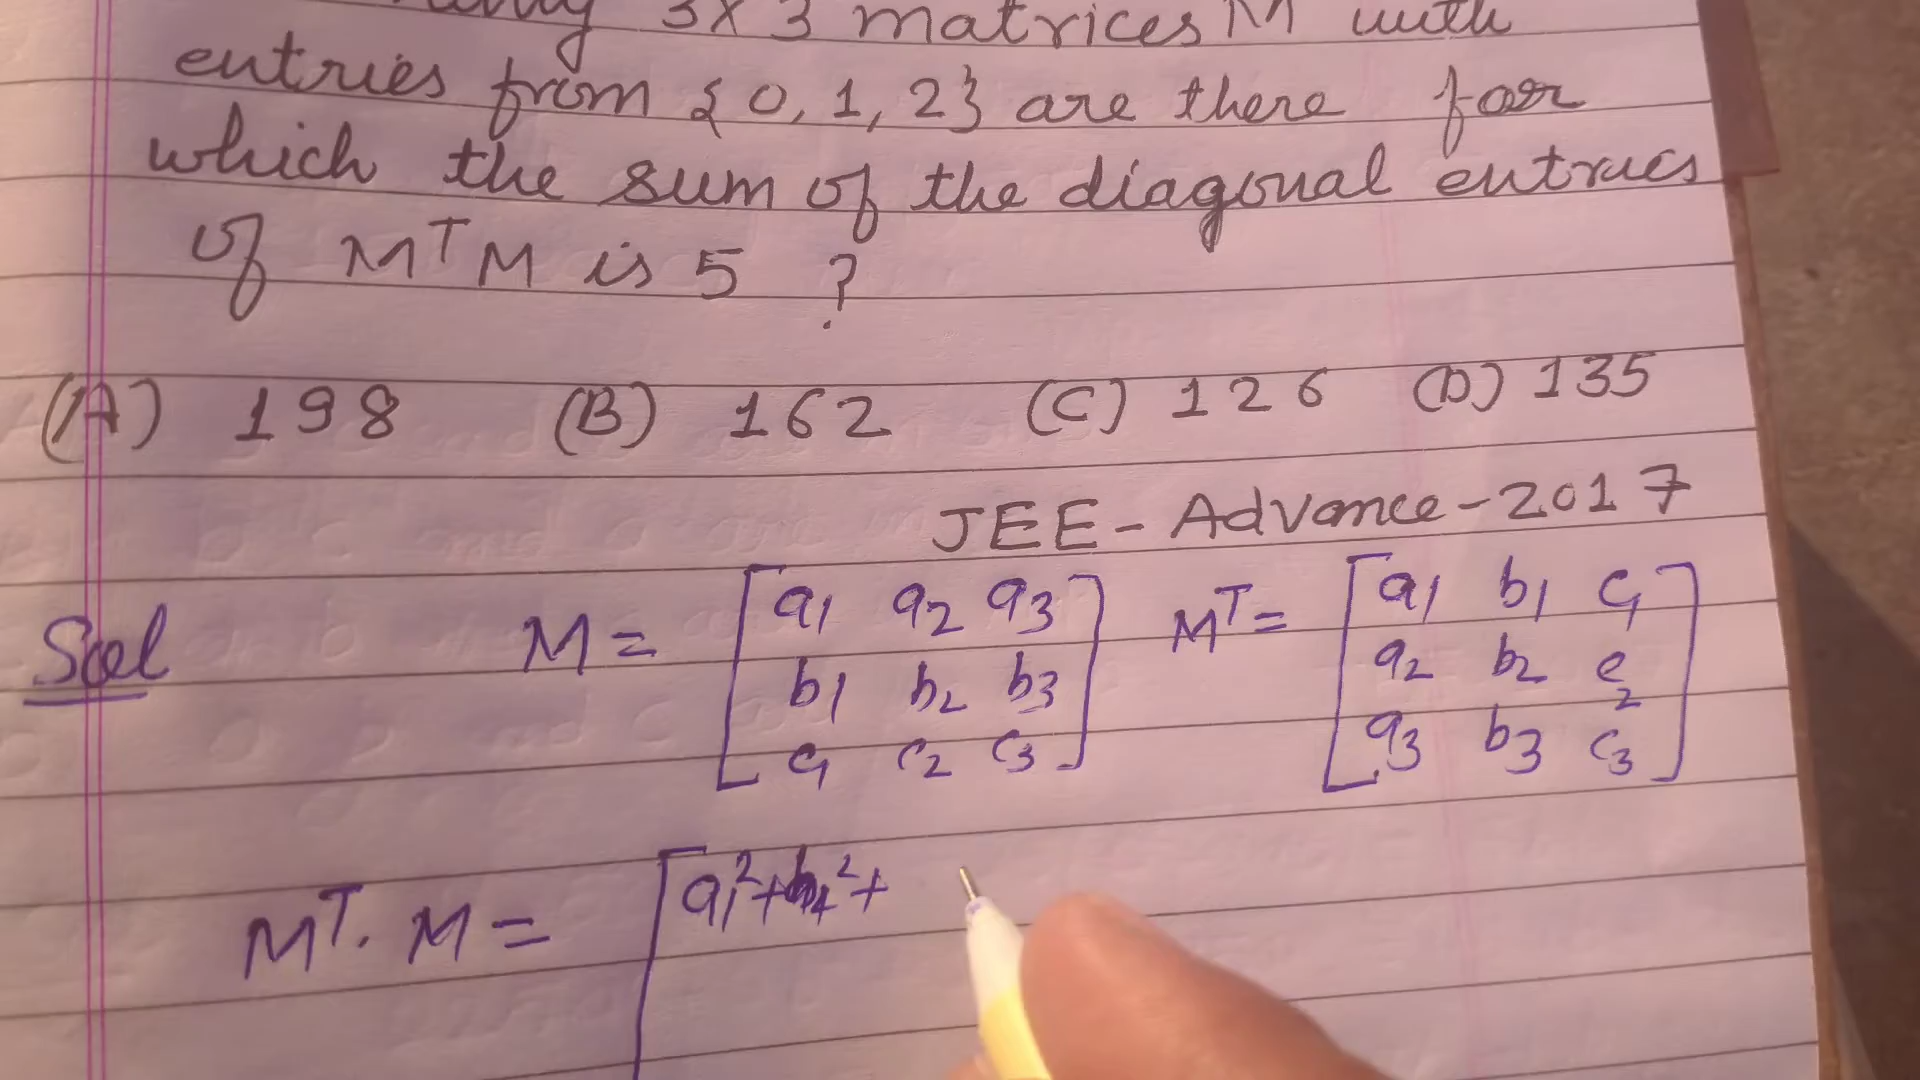 3x3 matrices M with
entries from {0, 1, 2} are there for
which the sum of the diagonal entries
of MᵀM is 5 ?
(A) 198 (B) 162 (C) 126 (D) 135
JEE - Advance - 2017
Sol M = [a1 a2 a3 Mᵀ = [a1 b1 c1
b1 b2 b3 a2 b2 c2
c1 c2 c3] a3 b3 c3]
Mᵀ. M = [a1² + b1² +